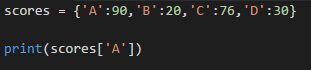 scores = {'A':90,'B':20,'C':76,'D':30}
print(scores['A'])